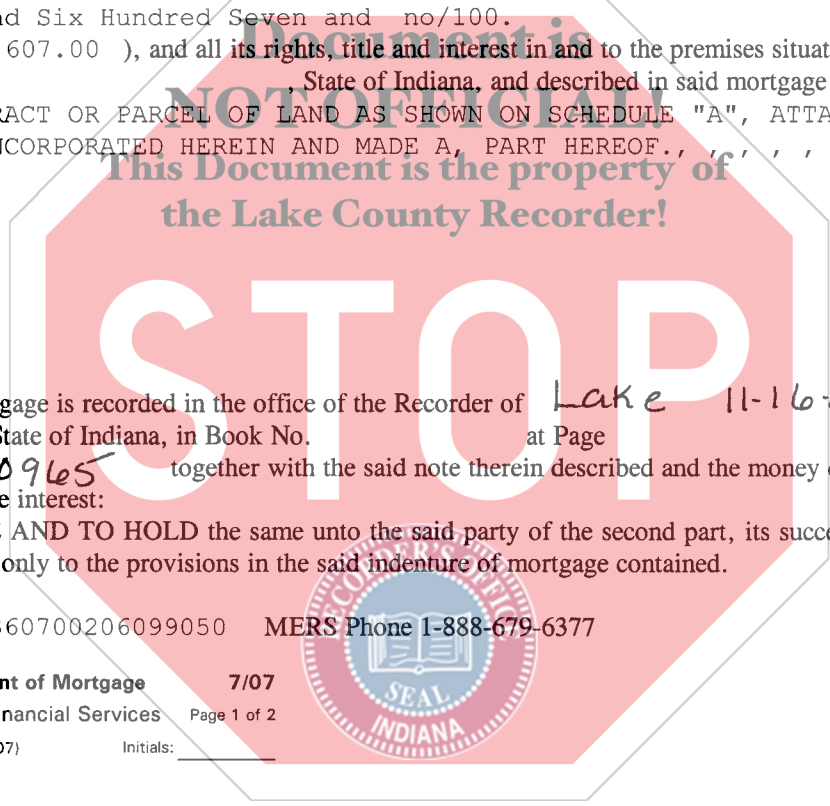 nd Six Hundred Seven and no/100.
Document is
607.00 ), and all its rights, title and interest in and to the premises situat
, State of Indiana, and described in said mortgage
NOT OFFICIAL!
RACT OR PARCEL OF LAND AS SHOWN ON SCHEDULE "A", ATTA
NCORPORATED HEREIN AND MADE A, PART HEREOF., , , , , ,
This Document is the property of
the Lake County Recorder!
STOP
gage is recorded in the office of the Recorder of Lake 11-16-
State of Indiana, in Book No. at Page
0965 together with the said note therein described and the money
e interest:
AND TO HOLD the same unto the said party of the second part, its succe
only to the provisions in the said indenture of mortgage contained.
RECORDER'S OFFICE
60700206099050 MERS Phone 1-888-679-6377
nt of Mortgage 7/07
SEAL
nancial Services Page 1 of 2
INDIANA
07) Initials: